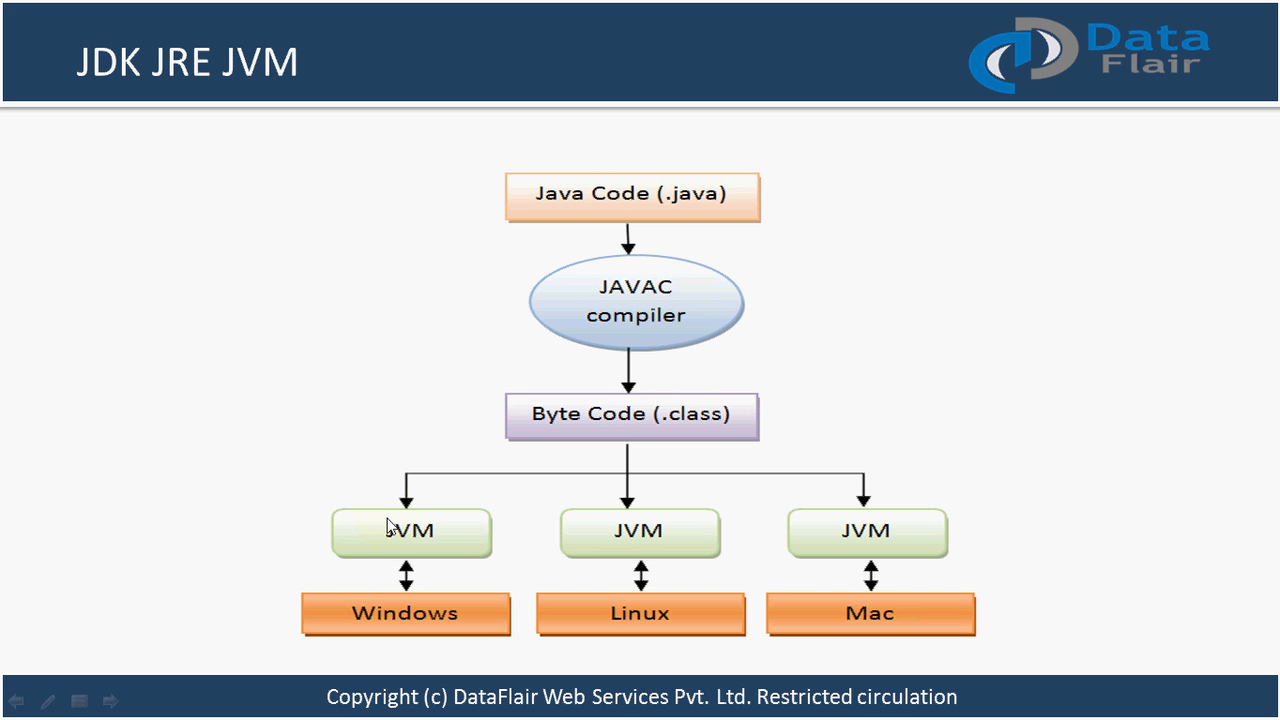 JDK JRE JVM
Data
Flair
Java Code (.java)
JAVAC
compiler
Byte Code (.class)
JVM
JVM
JVM
Windows
Linux
Mac
Copyright (c) DataFlair Web Services Pvt. Ltd. Restricted circulation